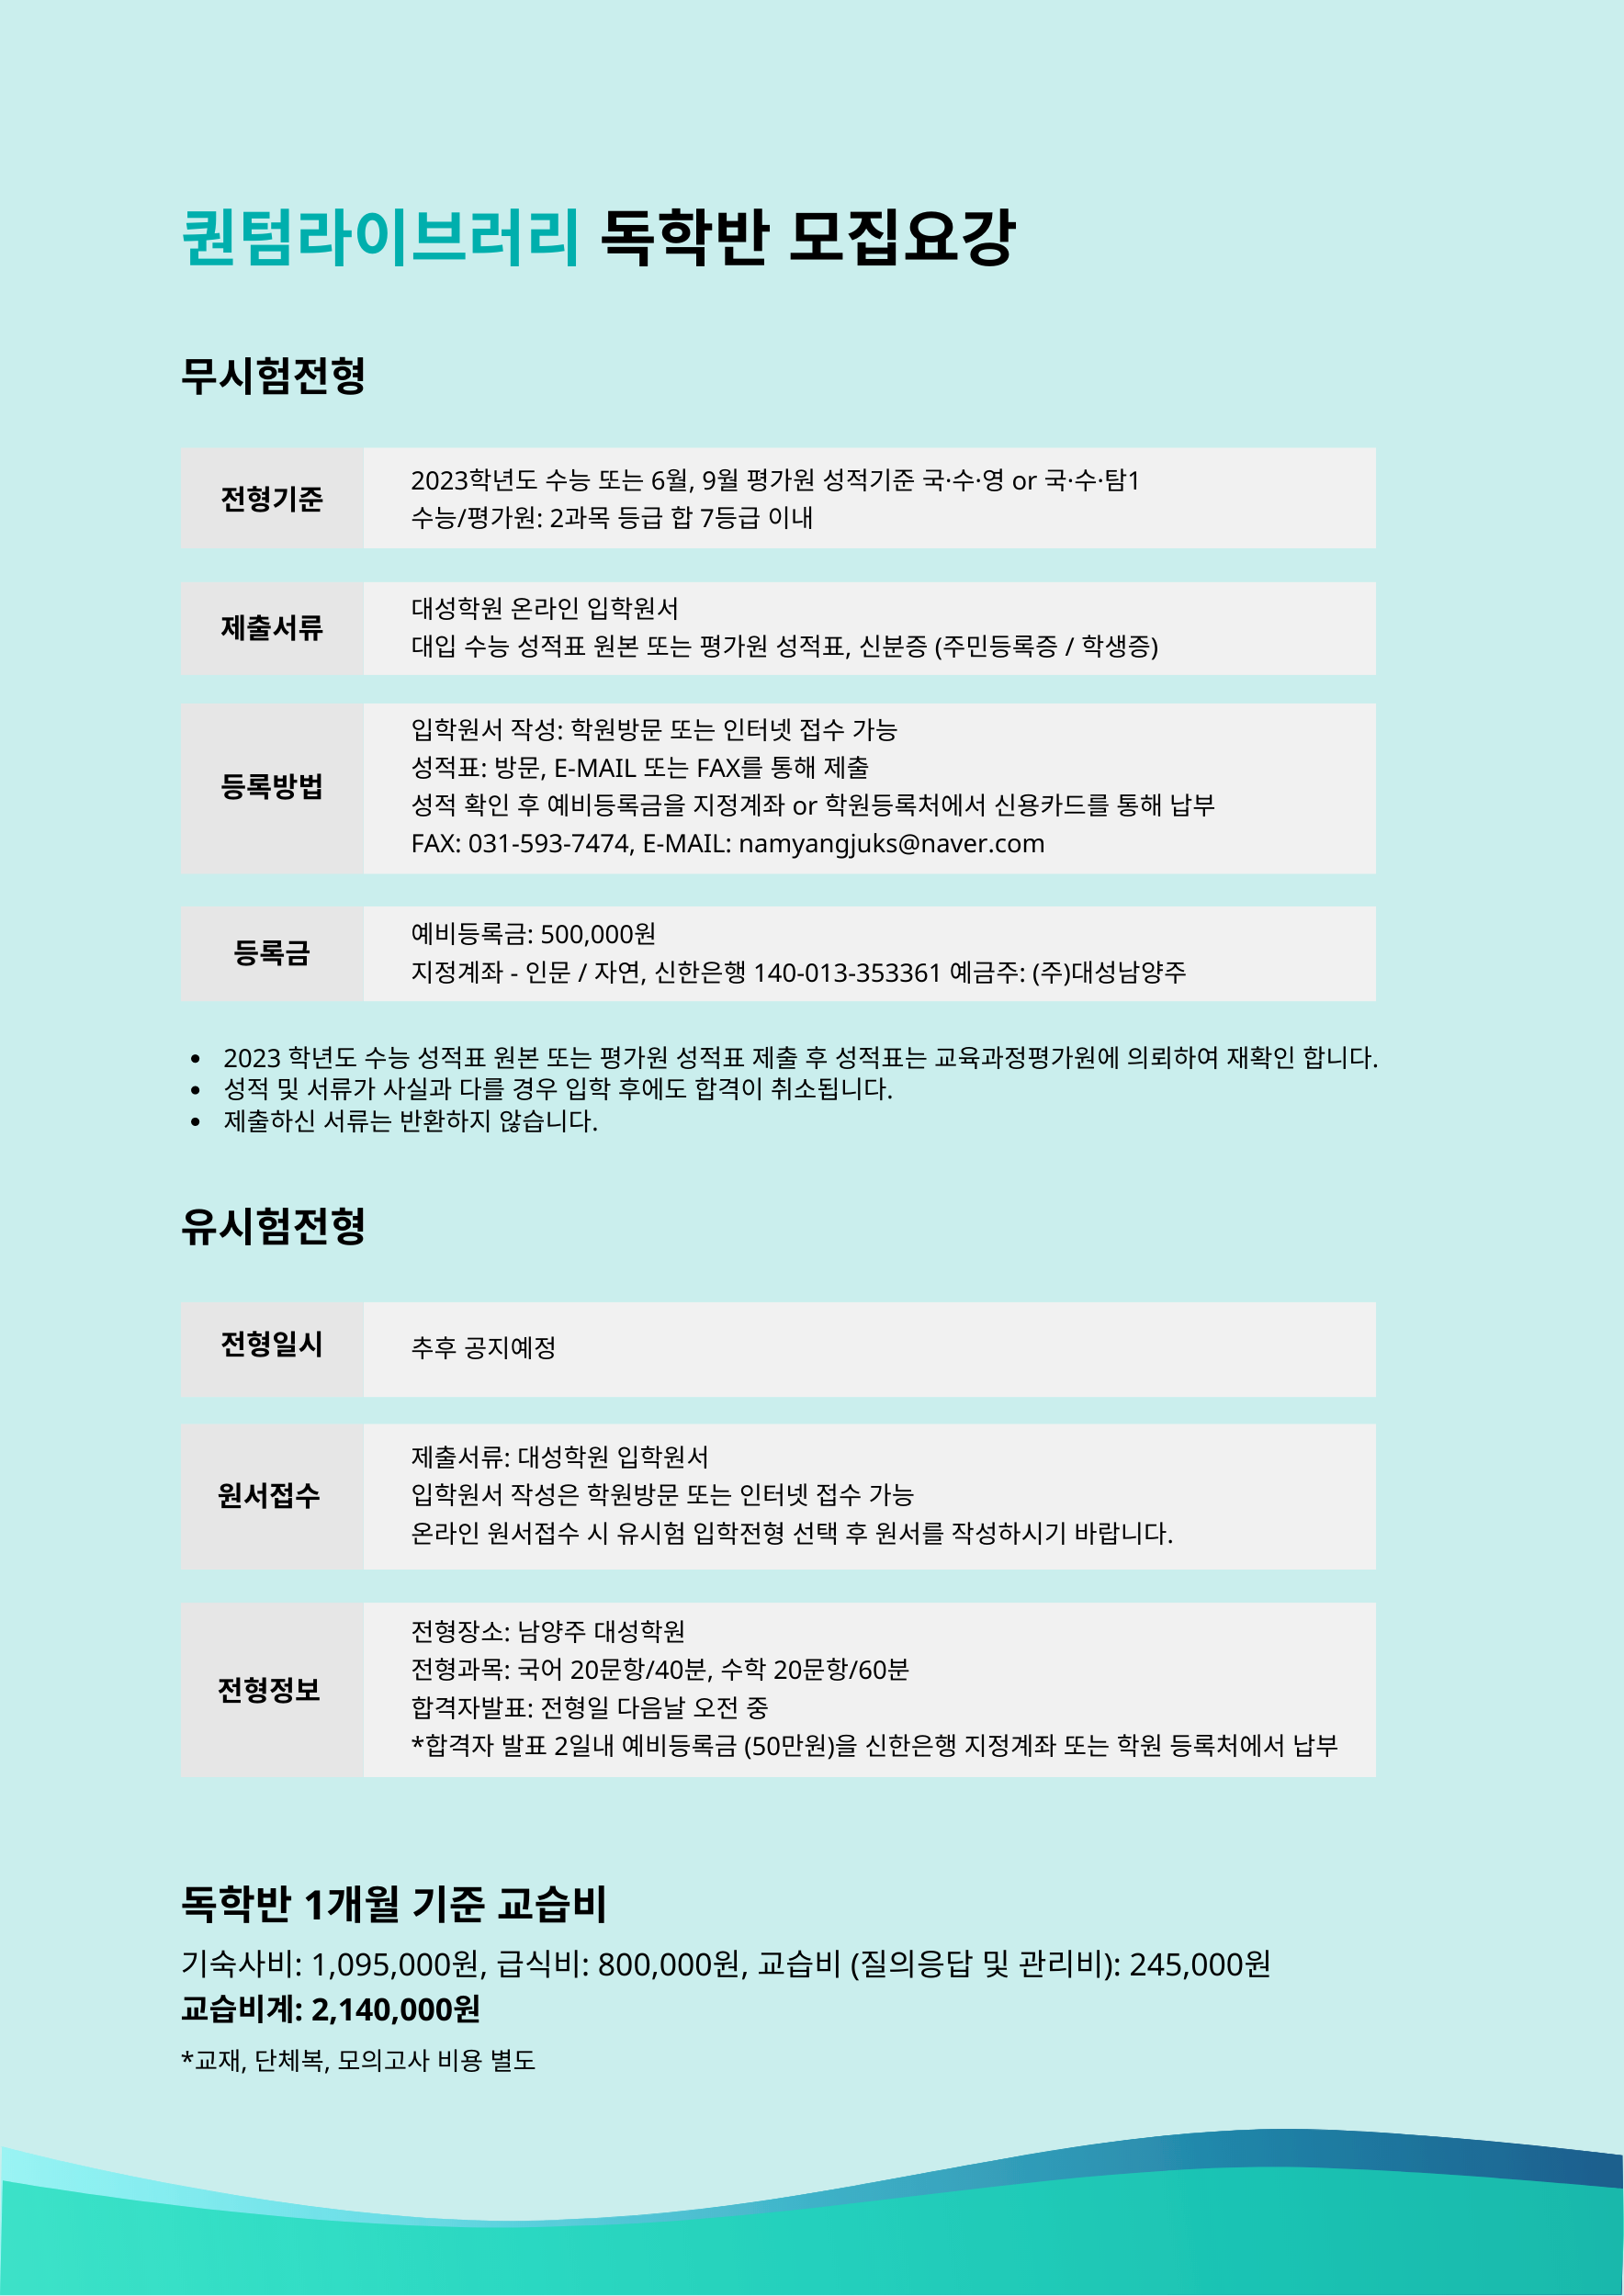 퀀텀라이브러리 독학반 모집요강
무시험전형
전형기준
2023학년도 수능 또는 6월, 9월 평가원 성적기준 국·수·영 or 국·수·탐1
수능/평가원: 2과목 등급 합 7등급 이내
제출서류
대성학원 온라인 입학원서
대입 수능 성적표 원본 또는 평가원 성적표, 신분증 (주민등록증 / 학생증)
등록방법
입학원서 작성: 학원방문 또는 인터넷 접수 가능
성적표: 방문, E-MAIL 또는 FAX를 통해 제출
성적 확인 후 예비등록금을 지정계좌 or 학원등록처에서 신용카드를 통해 납부
FAX: 031-593-7474, E-MAIL: namyangjuks@naver.com
등록금
예비등록금: 500,000원
지정계좌 - 인문 / 자연, 신한은행 140-013-353361 예금주: (주)대성남양주
• 2023 학년도 수능 성적표 원본 또는 평가원 성적표 제출 후 성적표는 교육과정평가원에 의뢰하여 재확인 합니다.
• 성적 및 서류가 사실과 다를 경우 입학 후에도 합격이 취소됩니다.
• 제출하신 서류는 반환하지 않습니다.
유시험전형
전형일시
추후 공지예정
원서접수
제출서류: 대성학원 입학원서
입학원서 작성은 학원방문 또는 인터넷 접수 가능
온라인 원서접수 시 유시험 입학전형 선택 후 원서를 작성하시기 바랍니다.
전형정보
전형장소: 남양주 대성학원
전형과목: 국어 20문항/40분, 수학 20문항/60분
합격자발표: 전형일 다음날 오전 중
*합격자 발표 2일내 예비등록금 (50만원)을 신한은행 지정계좌 또는 학원 등록처에서 납부
독학반 1개월 기준 교습비
기숙사비: 1,095,000원, 급식비: 800,000원, 교습비 (질의응답 및 관리비): 245,000원
교습비계: 2,140,000원
*교재, 단체복, 모의고사 비용 별도